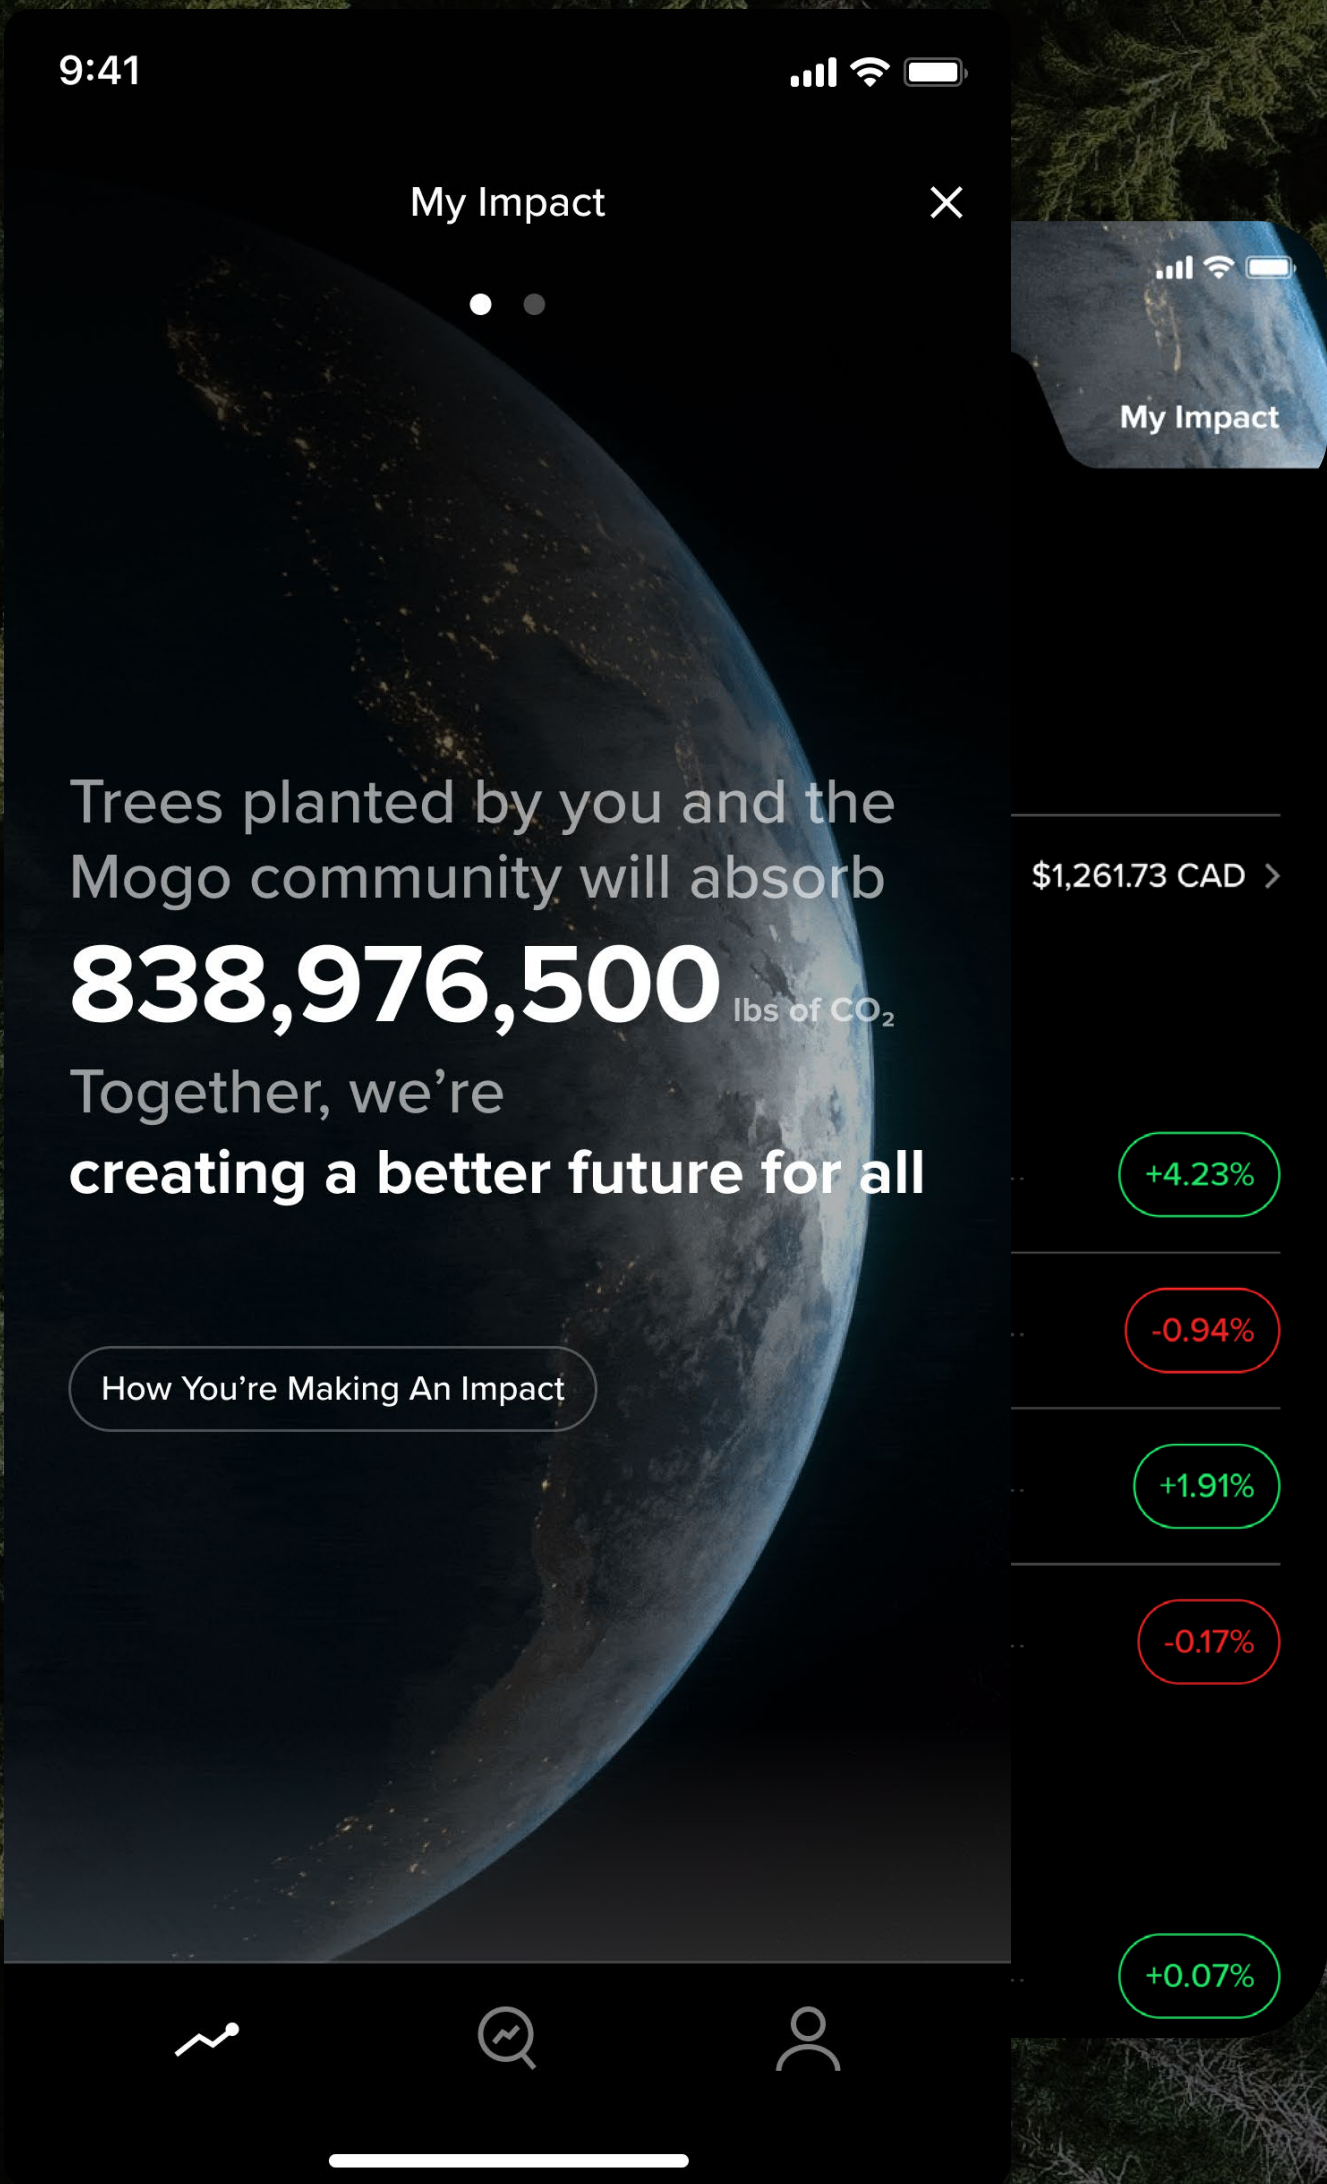 9:41
My Impact
Trees planted by you and the
Mogo community will absorb
838,976,500 lbs of CO₂
Together, we’re
creating a better future for all
How You’re Making An Impact
My Impact
$1,261.73 CAD
+4.23%
-0.94%
+1.91%
-0.17%
+0.07%